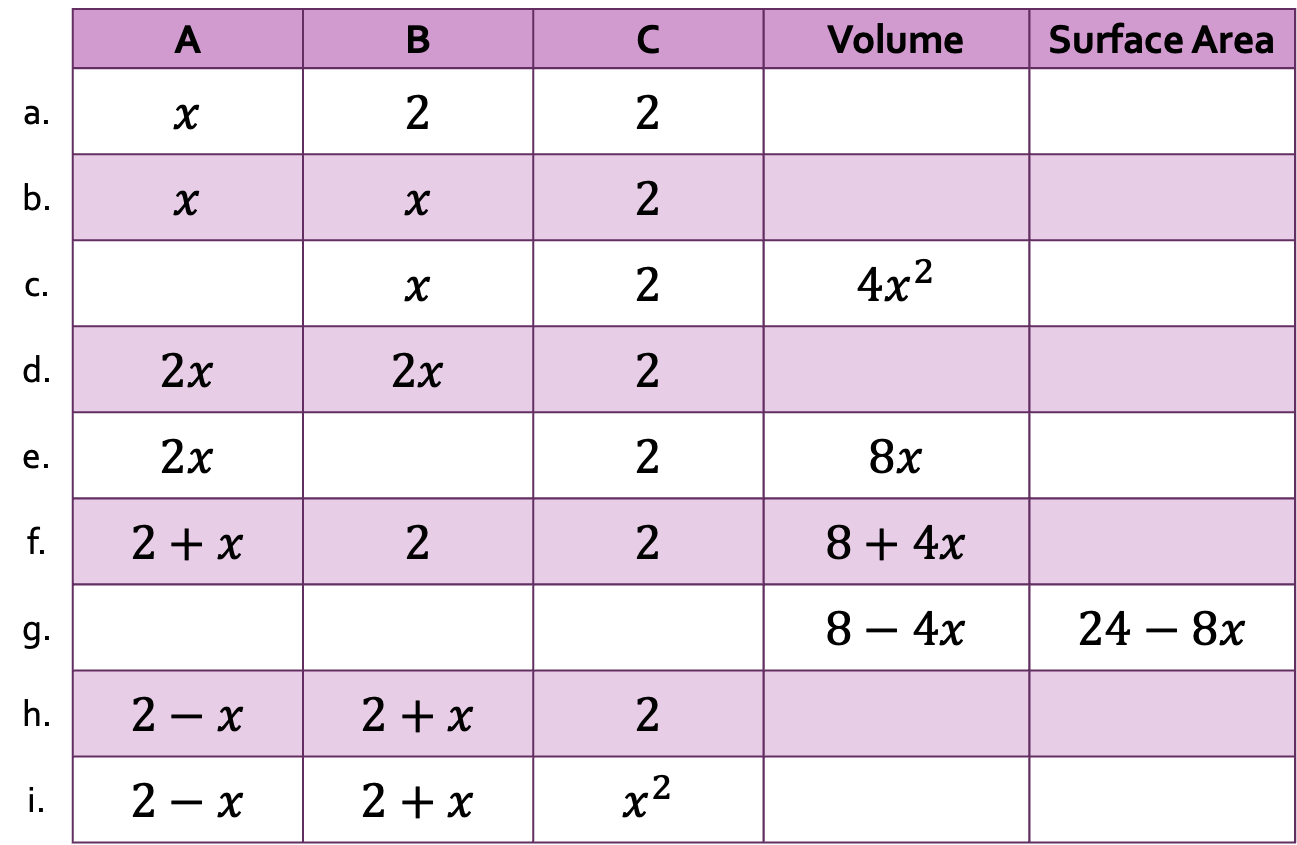 A B C Volume Surface Area
a. x 2 2
b. x x 2
c. x 2 4x²
d. 2x 2x 2
e. 2x 2 8x
f. 2 + x 2 2 8 + 4x
g. 8 − 4x 24 − 8x
h. 2 − x 2 + x 2
i. 2 − x 2 + x x²